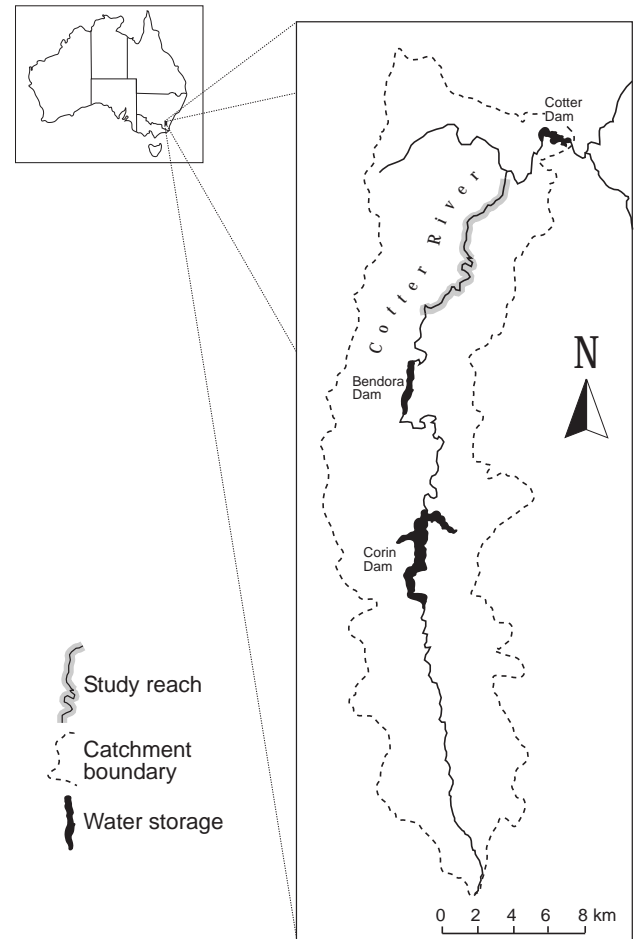 Cotter
Dam
Cotter River
N
Bendora
Dam
Corin
Dam
Study reach
Catchment
boundary
Water storage
0 2 4 6 8 km